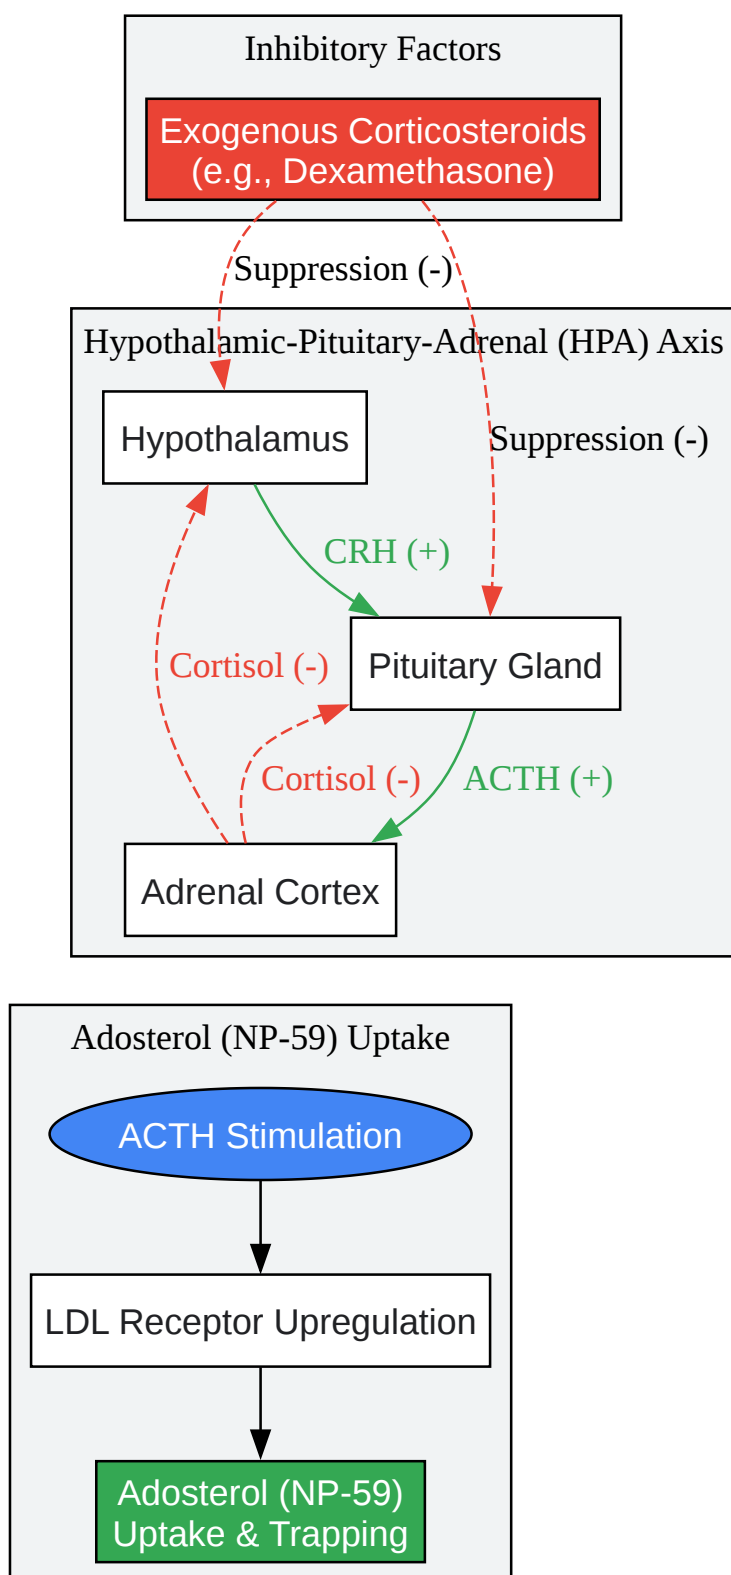 Inhibitory Factors
Exogenous Corticosteroids
(e.g., Dexamethasone)
Suppression (-)
Hypothalamic-Pituitary-Adrenal (HPA) Axis
Hypothalamus
Suppression (-)
CRH (+)
Cortisol (-)
Pituitary Gland
Cortisol (-)
ACTH (+)
Adrenal Cortex
Adosterol (NP-59) Uptake
ACTH Stimulation
LDL Receptor Upregulation
Adosterol (NP-59)
Uptake & Trapping